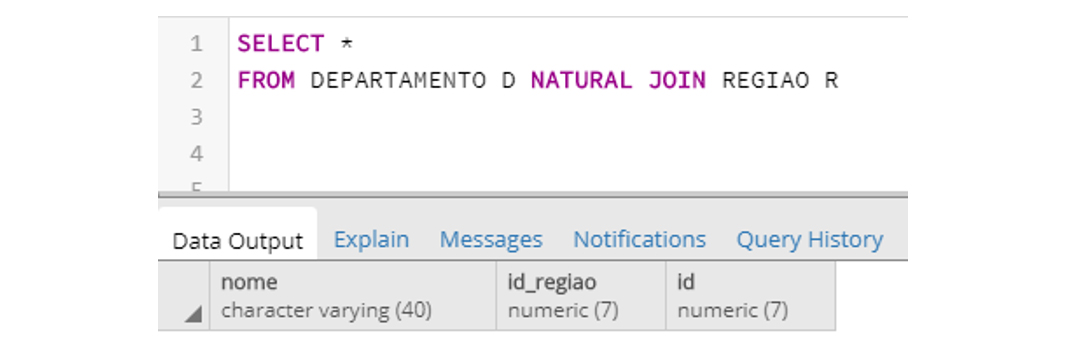 1 SELECT *
2 FROM DEPARTAMENTO D NATURAL JOIN REGIAO R
3
4
5
Data Output Explain Messages Notifications Query History
nome id_regiao id
character varying (40) numeric (7) numeric (7)